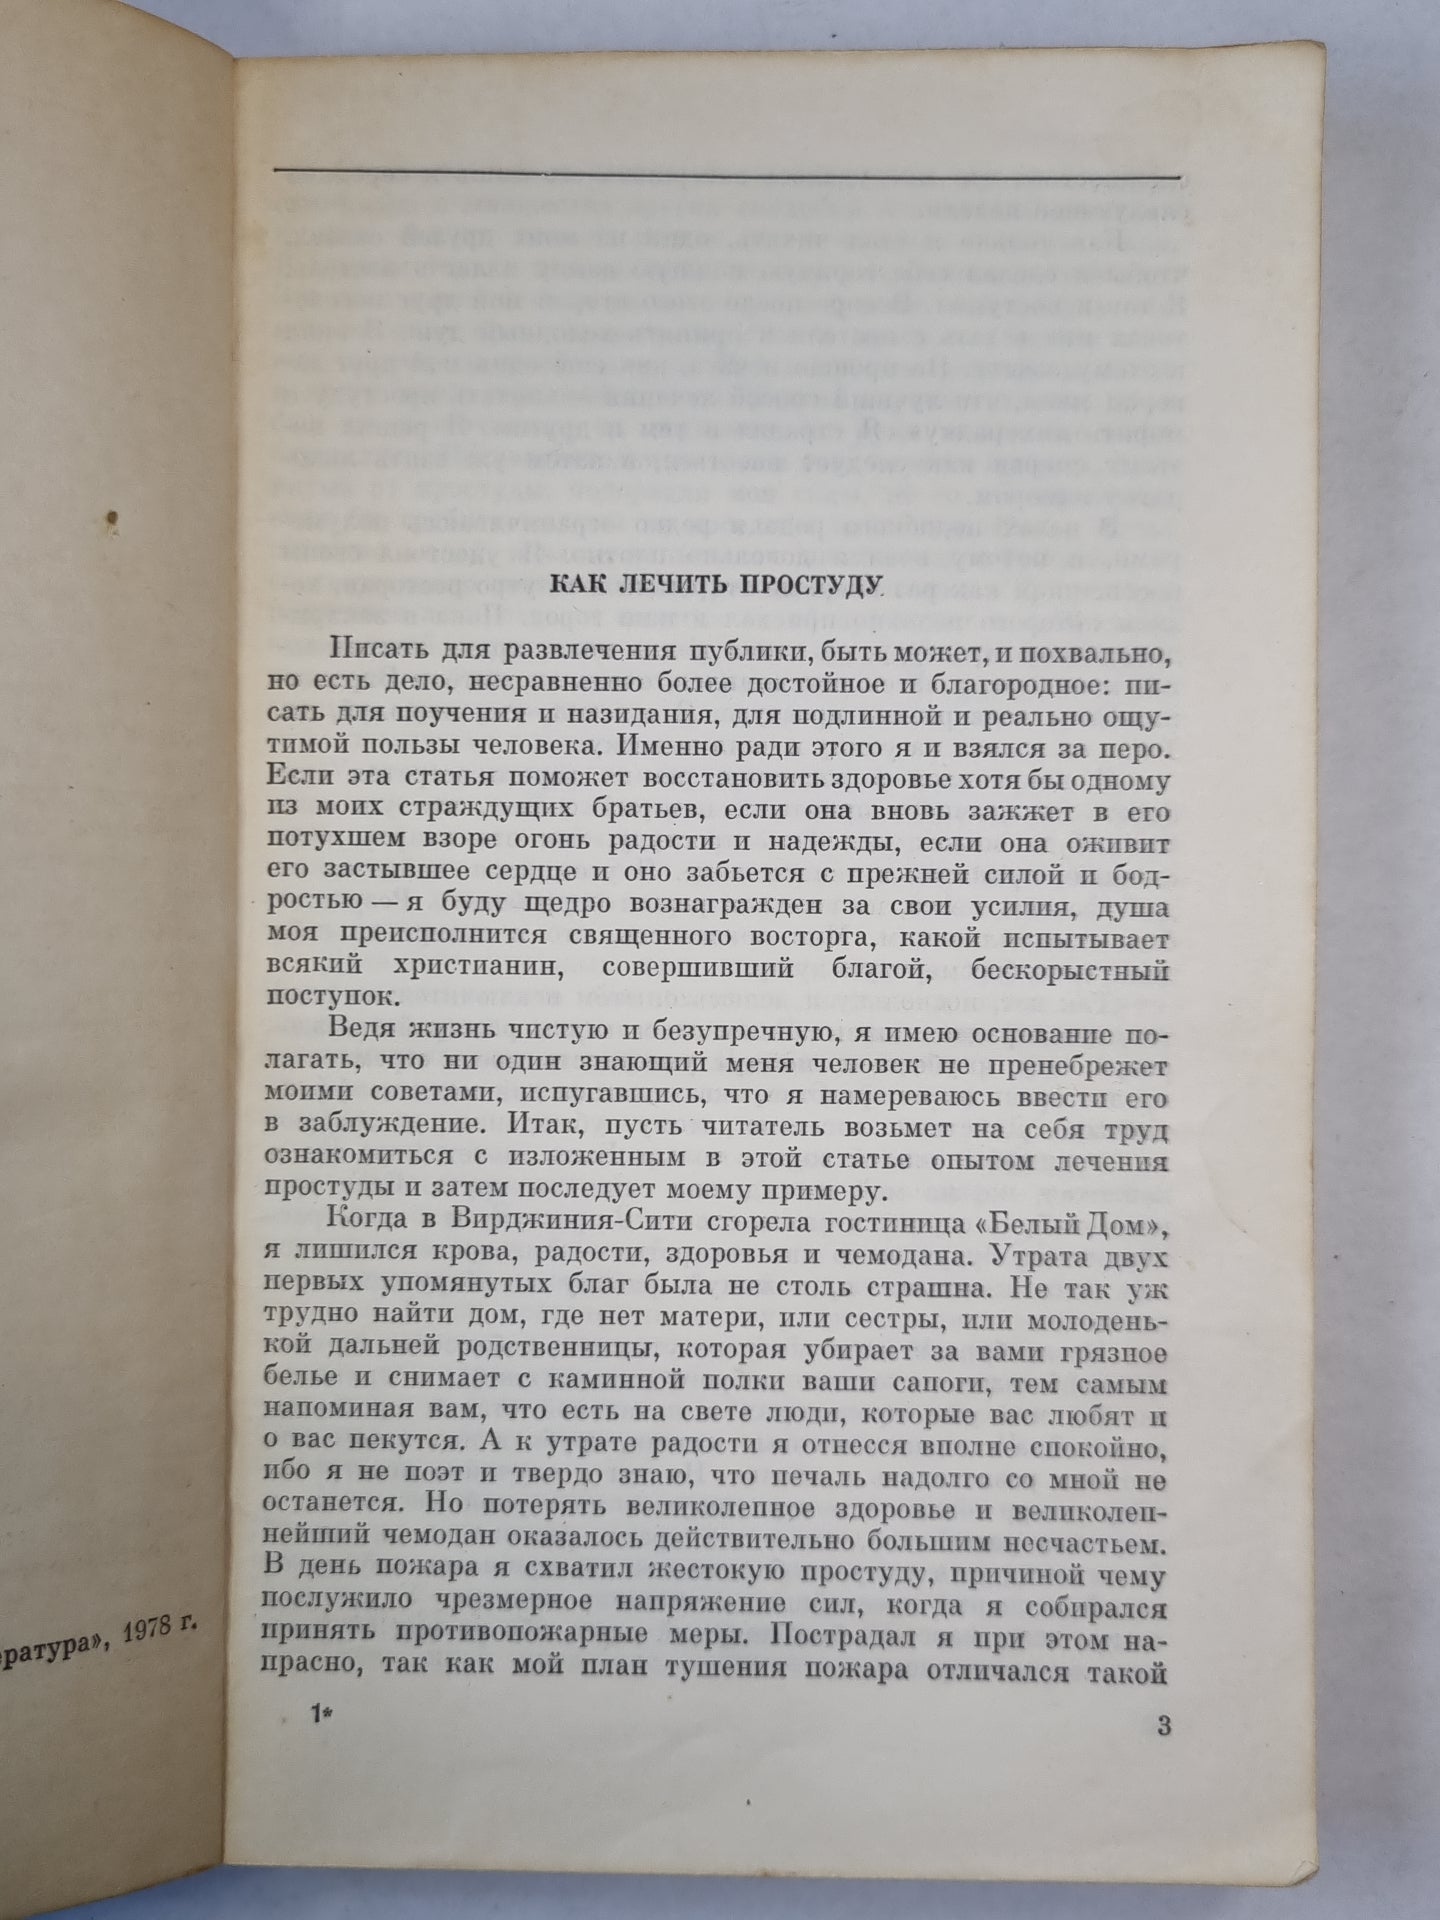 КАК ЛЕЧИТЬ ПРОСТУДУ
Писать для развлечения публики, быть может, и похвально,
но есть дело, несравненно более достойное и благородное: пи-
сать для поучения и назидания, для подлинной и реально ощу-
тимой пользы человека. Именно ради этого я и взялся за перо.
Если эта статья поможет восстановить здоровье хотя бы одному
из моих страждущих братьев, если она вновь зажжет в его
потухшем взоре огонь радости и надежды, если она оживит
его застывшее сердце и оно забьется с прежней силой и бод-
ростью — я буду щедро вознагражден за свои усилия, душа
моя преисполнится священного восторга, какой испытывает
всякий христианин, совершивший благой, бескорыстный
поступок.
Ведя жизнь чистую и безупречную, я имею основание по-
лагать, что ни один знающий меня человек не пренебрежет
моими советами, испугавшись, что я намереваюсь ввести его
в заблуждение. Итак, пусть читатель возьмет на себя труд
ознакомиться с изложенным в этой статье опытом лечения
простуды и затем последует моему примеру.
Когда в Вирджиния-Сити сгорела гостиница «Белый Дом»,
я лишился крова, радости, здоровья и чемодана. Утрата двух
первых упомянутых благ была не столь страшна. Не так уж
трудно найти дом, где нет матери, или сестры, или молодень-
кой дальней родственницы, которая убирает за вами грязное
белье и снимает с каминной полки ваши сапоги, тем самым
напоминая вам, что есть на свете люди, которые вас любят и
о вас пекутся. А к утрате радости я отнесся вполне спокойно,
ибо я не поэт и твердо знаю, что печаль надолго со мной не
останется. Но потерять великолепное здоровье и великолеп-
нейший чемодан оказалось действительно большим несчастьем.
В день пожара я схватил жестокую простуду, причиной чему
послужило чрезмерное напряжение сил, когда я собирался
принять противопожарные меры. Пострадал я при этом на-
прасно, так как мой план тушения пожара отличался такой
1*
3
ература», 1978 г.